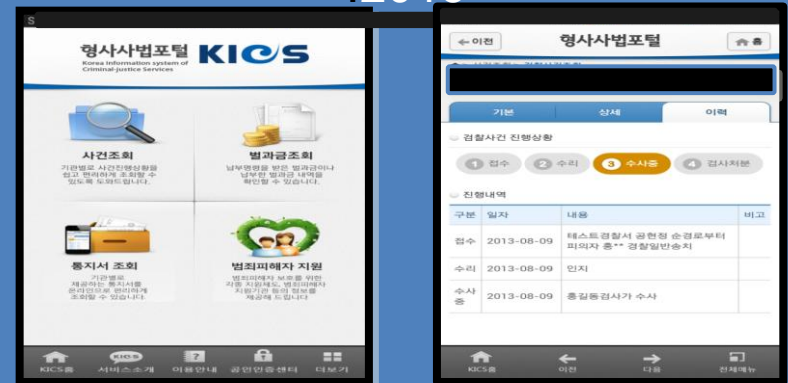 S
형사사법포털 KICS
Korea Information system of
Criminal-justice Services
사건조회
기관별로 사건진행상황을
쉽고 편리하게 조회할 수
있도록 도와드립니다.
벌과금조회
납부명령을 받은 벌과금이나
납부한 벌과금 내역을
확인할 수 있습니다.
통지서 조회
기관별로
제공하는 통지서를
온라인으로 편리하게
조회할 수 있습니다.
범죄피해자 지원
범죄피해자 보호를 위한
각종 지원제도, 범죄피해자
지원기관 등의 정보를
제공해 드립니다
KICS홈 서비스소개 이용안내 공인인증센터 더보기
이전 형사사법포털 홈
기본 상세 이력
검찰사건 진행상황
1 접수 2 수리 3 수사중 4 검사처분
진행내역
구분 일자 내용 비고
접수 2013-08-09 테스트경찰서 공현정 순경로부터
피의자 홍** 경찰일반송치
수리 2013-08-09 인지
수사중 2013-08-09 홍길동검사가 수사
KICS홈 이전 다음 전체메뉴